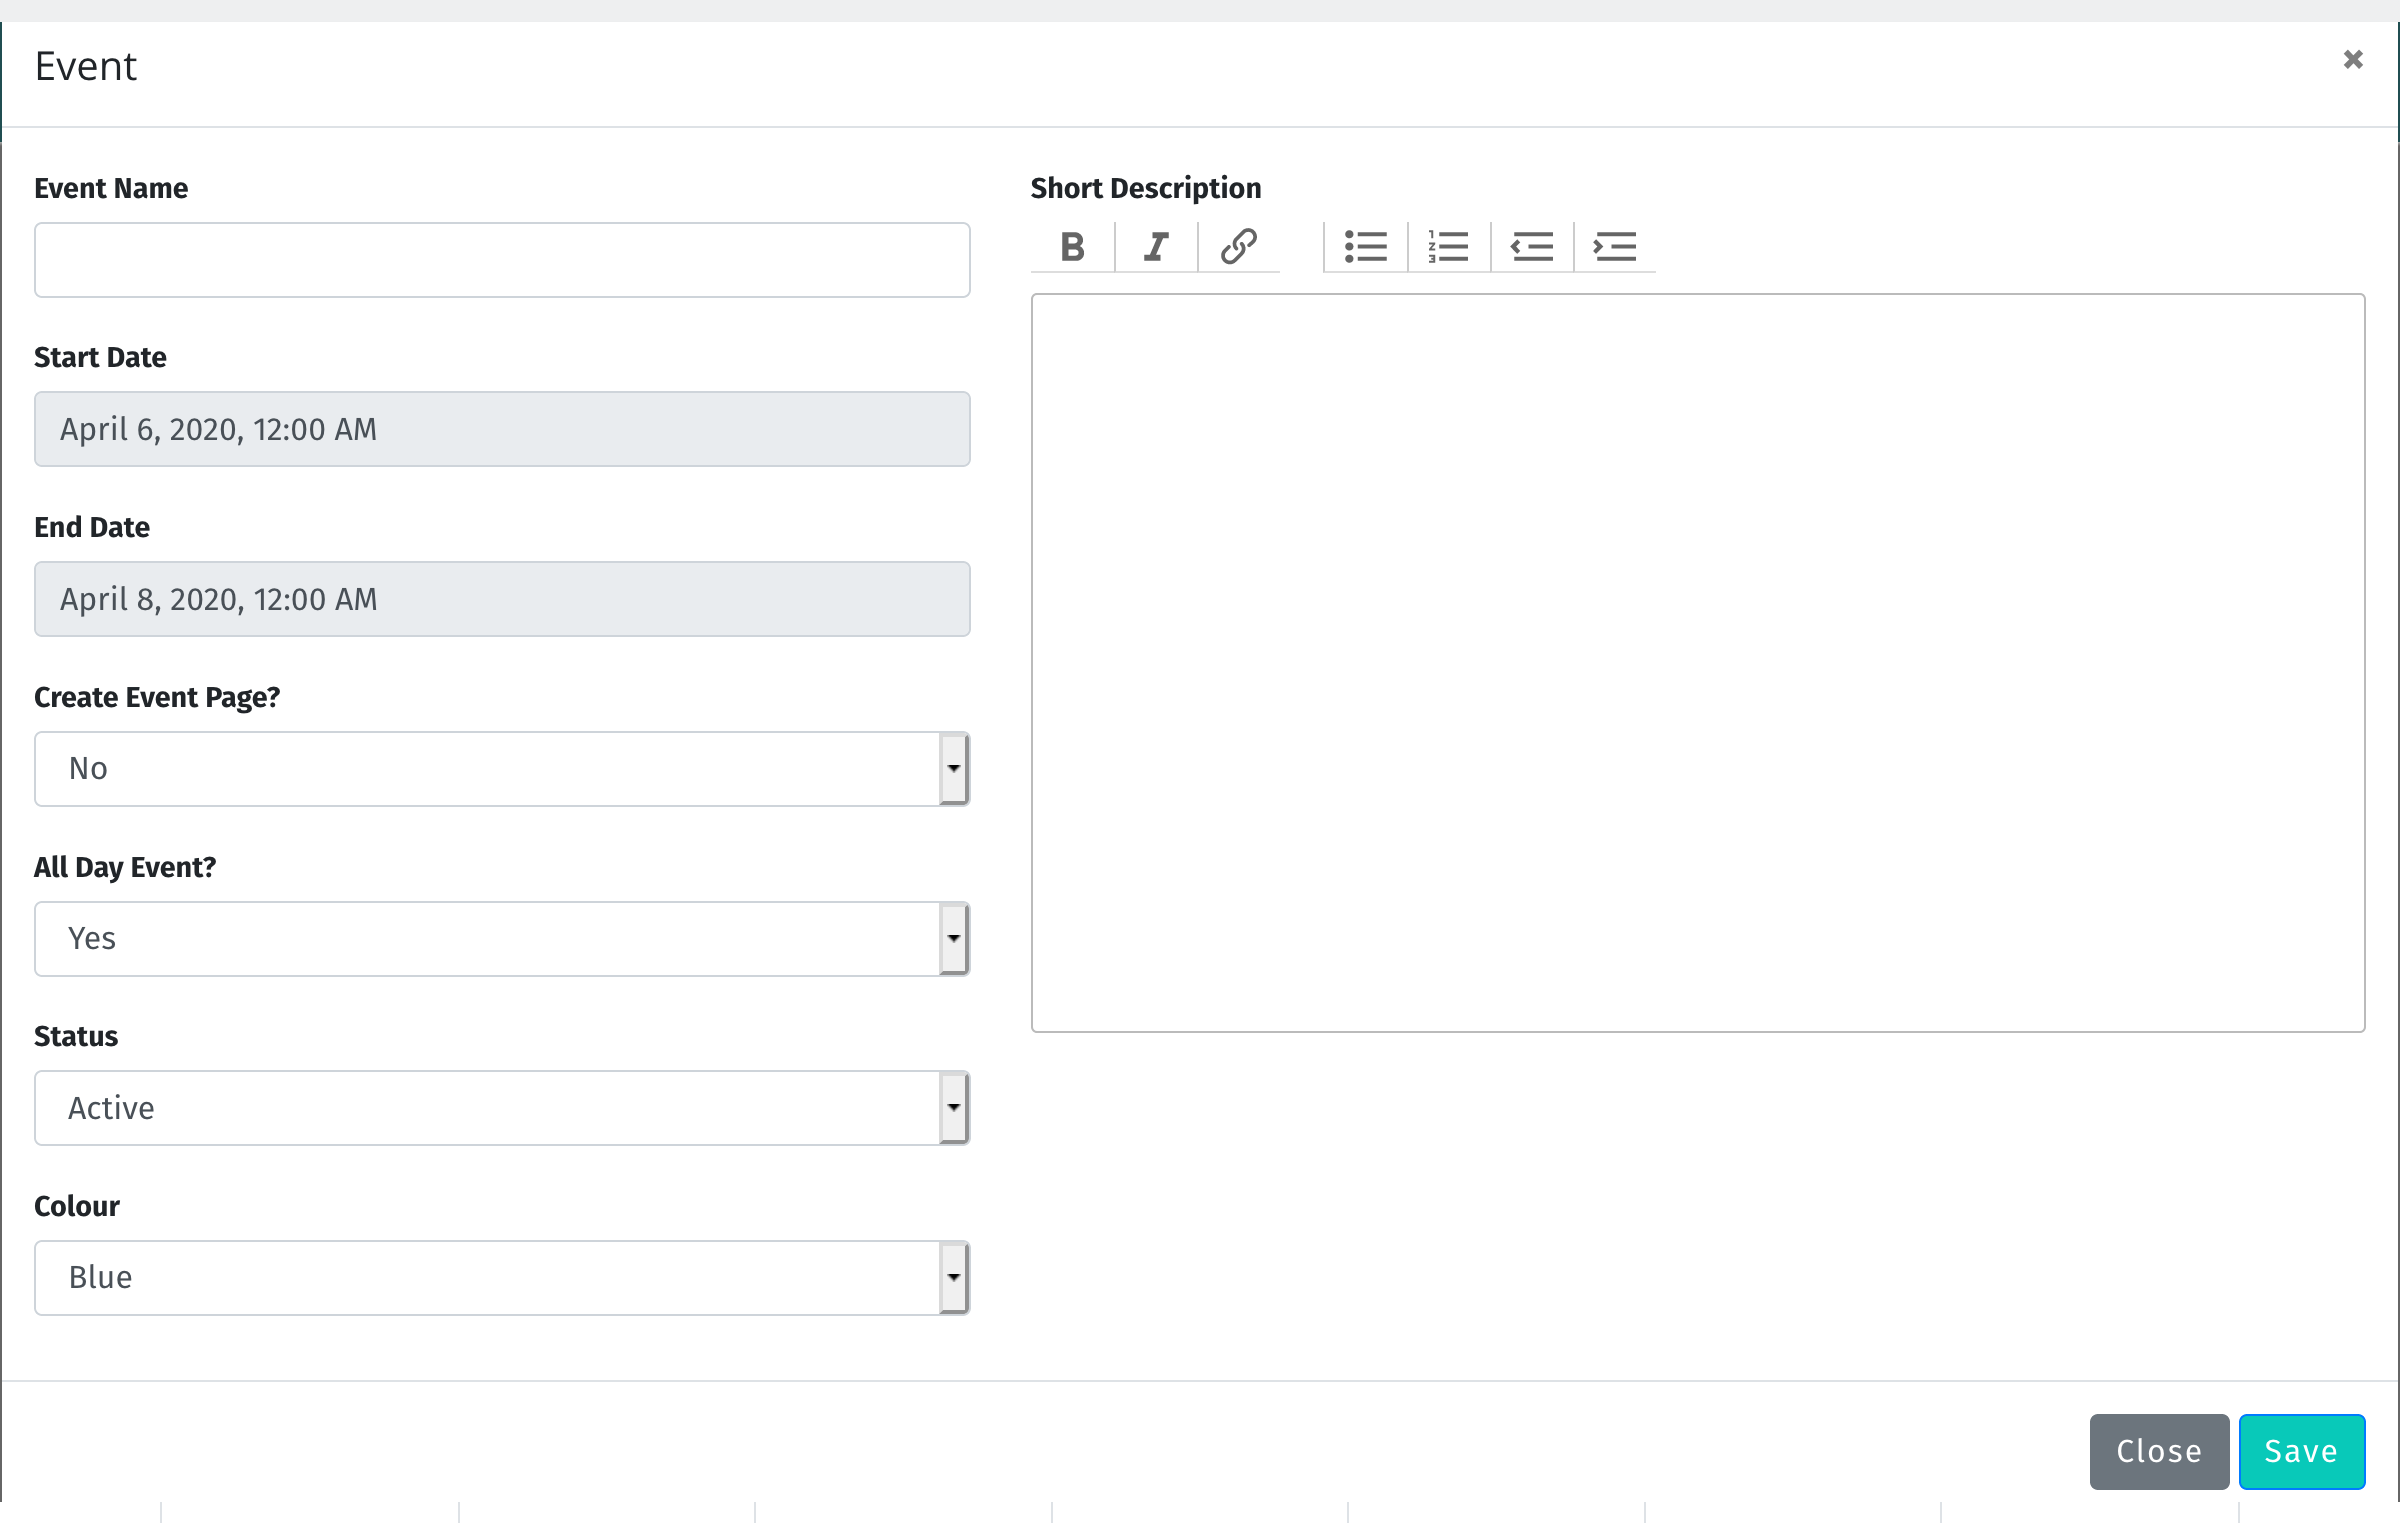 Event
Event Name
Start Date
April 6, 2020, 12:00 AM
End Date
April 8, 2020, 12:00 AM
Create Event Page?
No
All Day Event?
Yes
Status
Active
Colour
Blue
Short Description
Close
Save